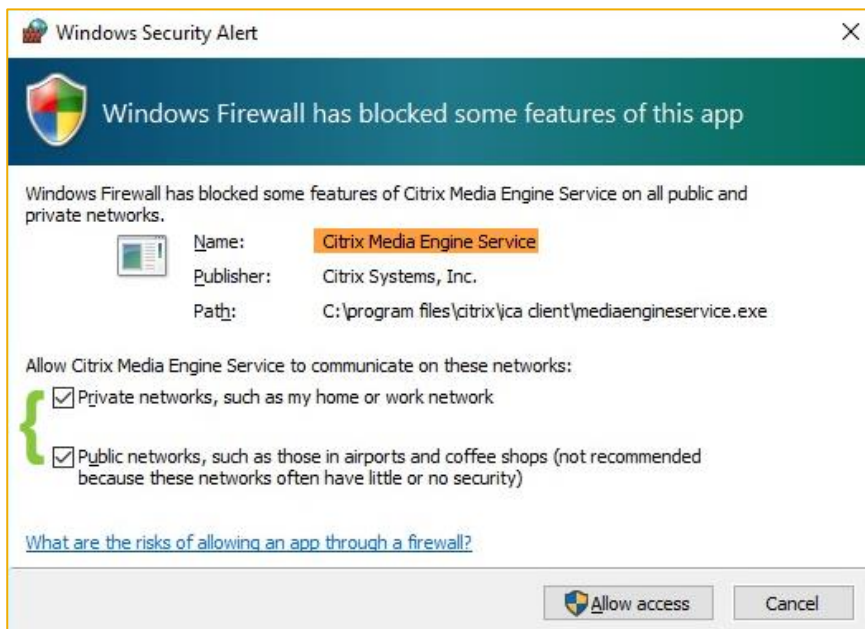 Windows Security Alert
Windows Firewall has blocked some features of this app
Windows Firewall has blocked some features of Citrix Media Engine Service on all public and
private networks.
Name: Citrix Media Engine Service
Publisher: Citrix Systems, Inc.
Path: C:\program files\citrix\ica client\mediaengineservice.exe
Allow Citrix Media Engine Service to communicate on these networks:
Private networks, such as my home or work network
Public networks, such as those in airports and coffee shops (not recommended
because these networks often have little or no security)
What are the risks of allowing an app through a firewall?
Allow access Cancel